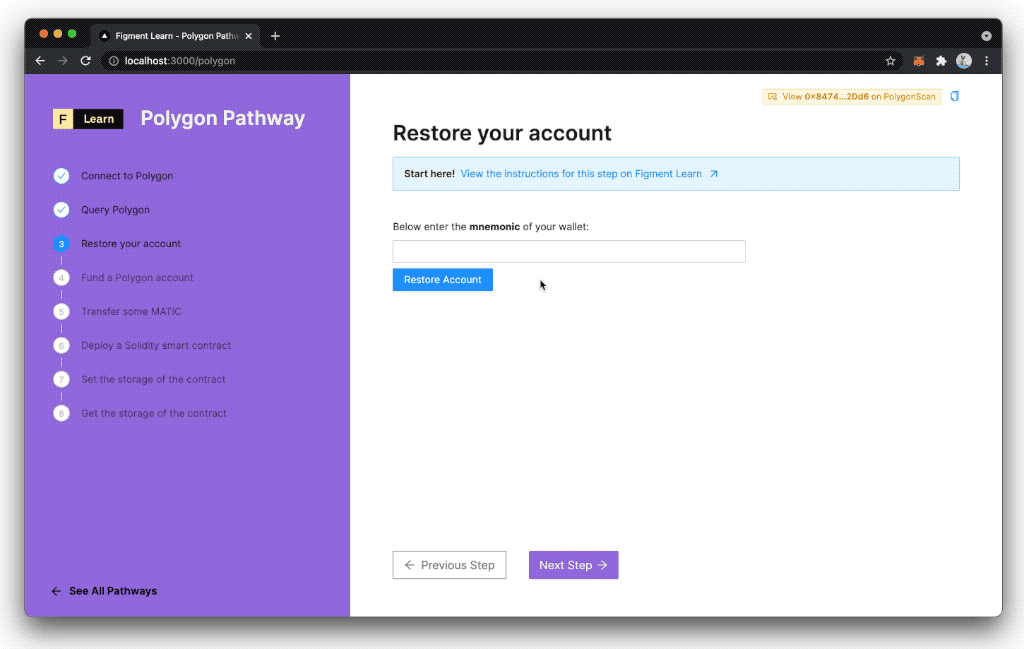 Figment Learn - Polygon Pathw
localhost:3000/polygon
View 0x8474...2Dd6 on PolygonScan
F Learn Polygon Pathway
Restore your account
Start here! View the instructions for this step on Figment Learn
Connect to Polygon
Query Polygon
3 Restore your account
4 Fund a Polygon account
5 Transfer some MATIC
6 Deploy a Solidity smart contract
7 Set the storage of the contract
8 Get the storage of the contract
Below enter the mnemonic of your wallet:
Restore Account
Previous Step
Next Step
See All Pathways